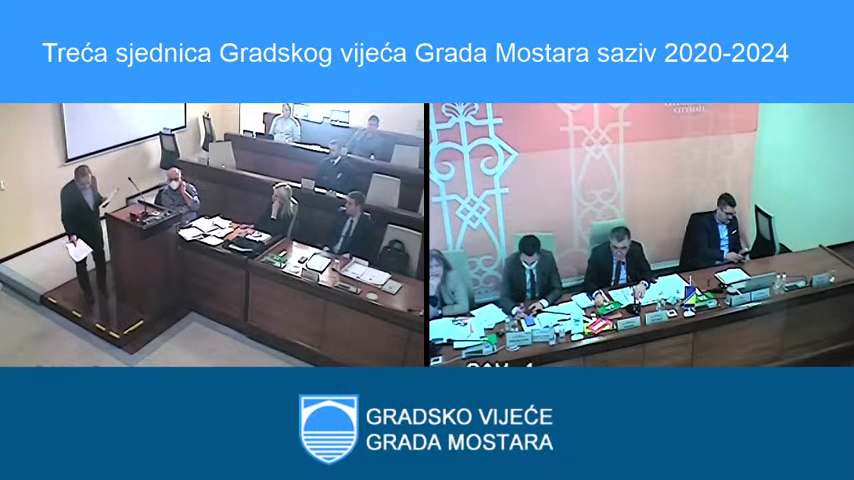 Treća sjednica Gradskog vijeća Grada Mostara saziv 2020-2024
GRADSKO VIJEĆE
GRADA MOSTARA